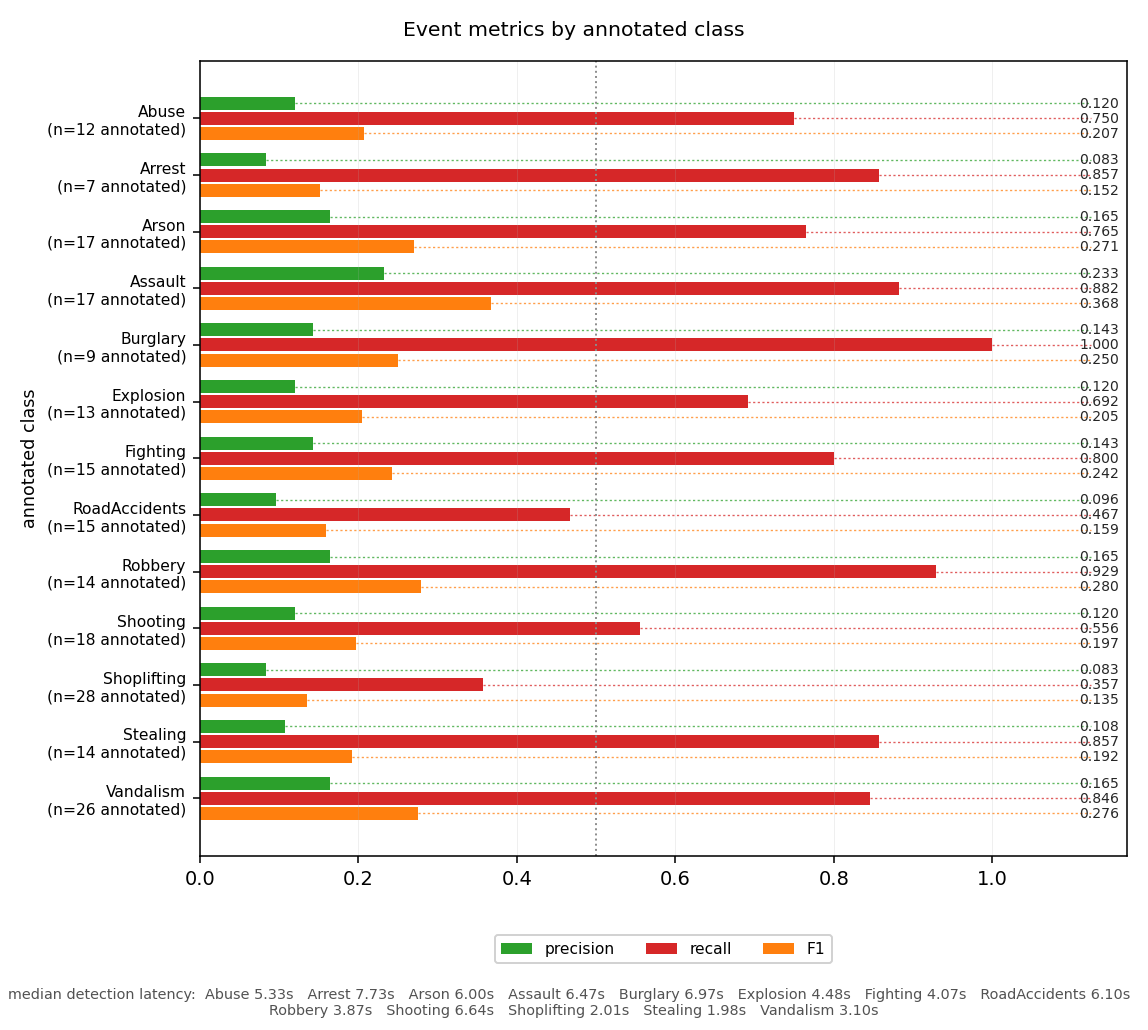 Event metrics by annotated class
annotated class
Abuse
(n=12 annotated)
0.120
0.750
0.207
Arrest
(n=7 annotated)
0.083
0.857
0.152
Arson
(n=17 annotated)
0.165
0.765
0.271
Assault
(n=17 annotated)
0.233
0.882
0.368
Burglary
(n=9 annotated)
0.143
1.000
0.250
Explosion
(n=13 annotated)
0.120
0.692
0.205
Fighting
(n=15 annotated)
0.143
0.800
0.242
RoadAccidents
(n=15 annotated)
0.096
0.467
0.159
Robbery
(n=14 annotated)
0.165
0.929
0.280
Shooting
(n=18 annotated)
0.120
0.556
0.197
Shoplifting
(n=28 annotated)
0.083
0.357
0.135
Stealing
(n=14 annotated)
0.108
0.857
0.192
Vandalism
(n=26 annotated)
0.165
0.846
0.276
0.0 0.2 0.4 0.6 0.8 1.0
precision recall F1
median detection latency: Abuse 5.33s Arrest 7.73s Arson 6.00s Assault 6.47s Burglary 6.97s Explosion 4.48s Fighting 4.07s RoadAccidents 6.10s
Robbery 3.87s Shooting 6.64s Shoplifting 2.01s Stealing 1.98s Vandalism 3.10s